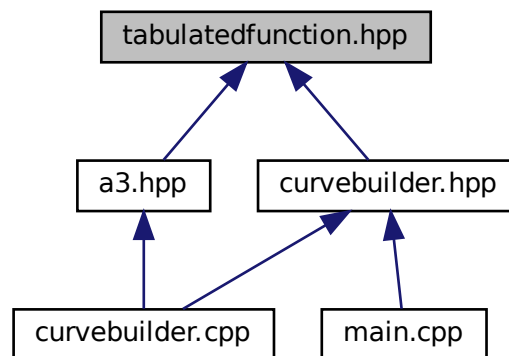 tabulatedfunction.hpp
a3.hpp
curvebuilder.hpp
curvebuilder.cpp
main.cpp